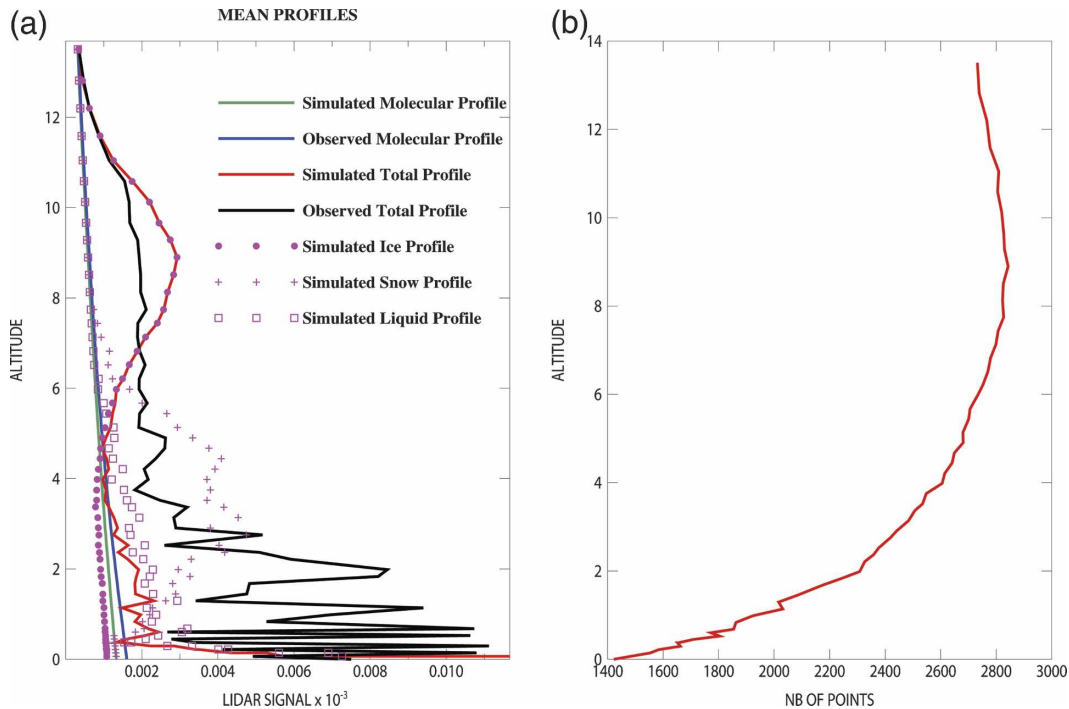 (a)
MEAN PROFILES
Simulated Molecular Profile
Observed Molecular Profile
Simulated Total Profile
Observed Total Profile
Simulated Ice Profile
Simulated Snow Profile
Simulated Liquid Profile
ALTITUDE
12
10
8
6
4
2
0
0 0.002 0.004 0.006 0.008 0.010
LIDAR SIGNAL x 10⁻³
(b)
ALTITUDE
14
12
10
8
6
4
2
0
1400 1600 1800 2000 2200 2400 2600 2800 3000
NB OF POINTS